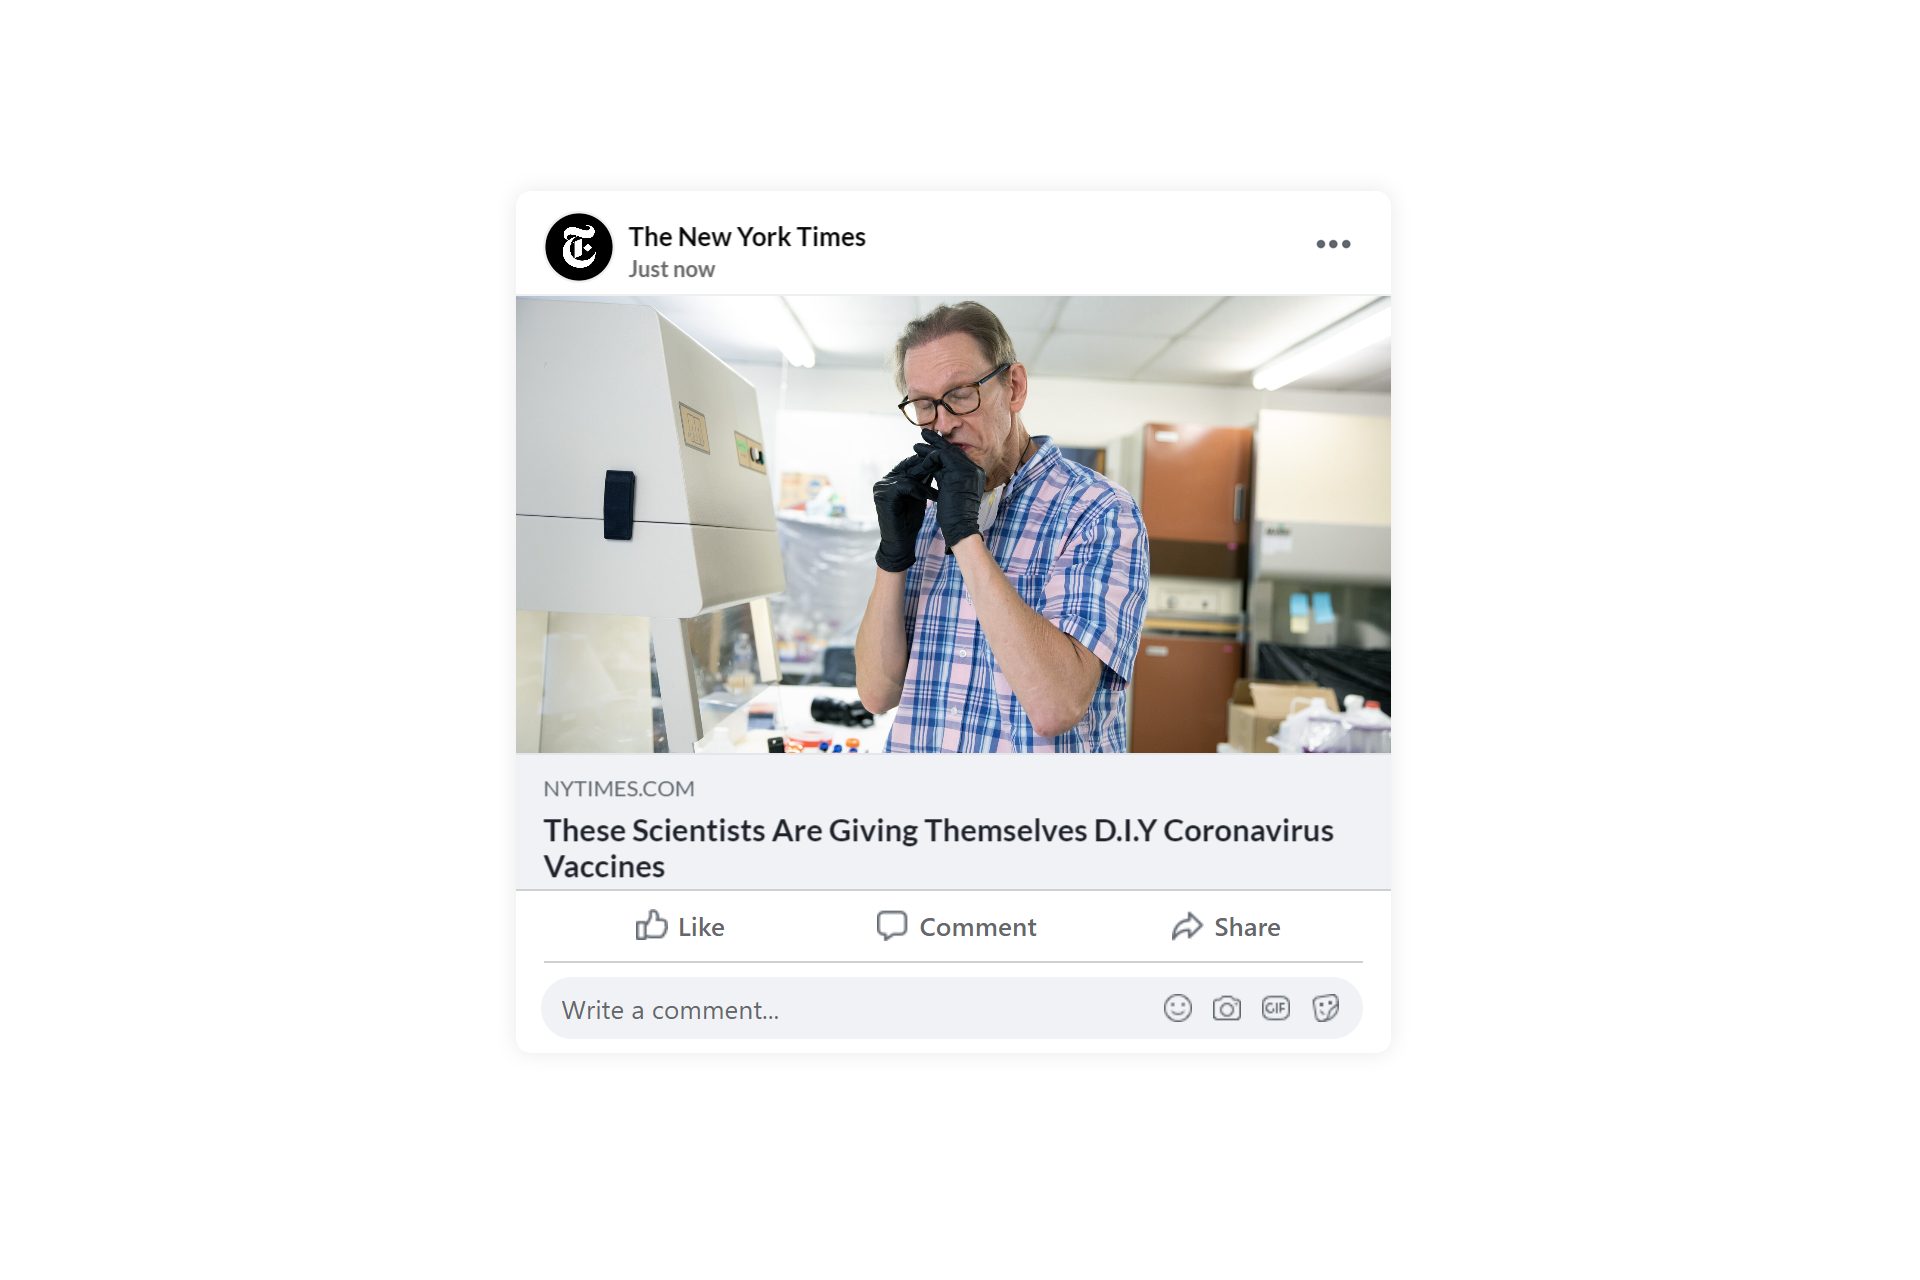 The New York Times
Just now
NYTIMES.COM
These Scientists Are Giving Themselves D.I.Y Coronavirus
Vaccines
Like
Comment
Share
Write a comment...
GIF